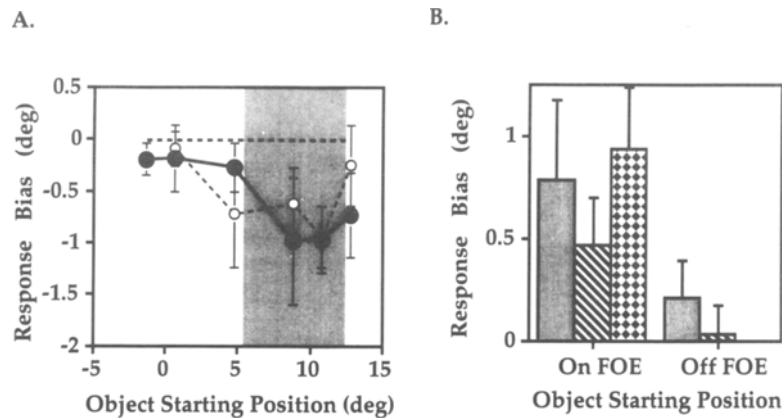 A.
B.
0.5
0
-0.5
-1
-1.5
-2
-5
0
5
10
15
Response Bias (deg)
Object Starting Position (deg)
1
0.5
0
Response Bias (deg)
On FOE
Off FOE
Object Starting Position